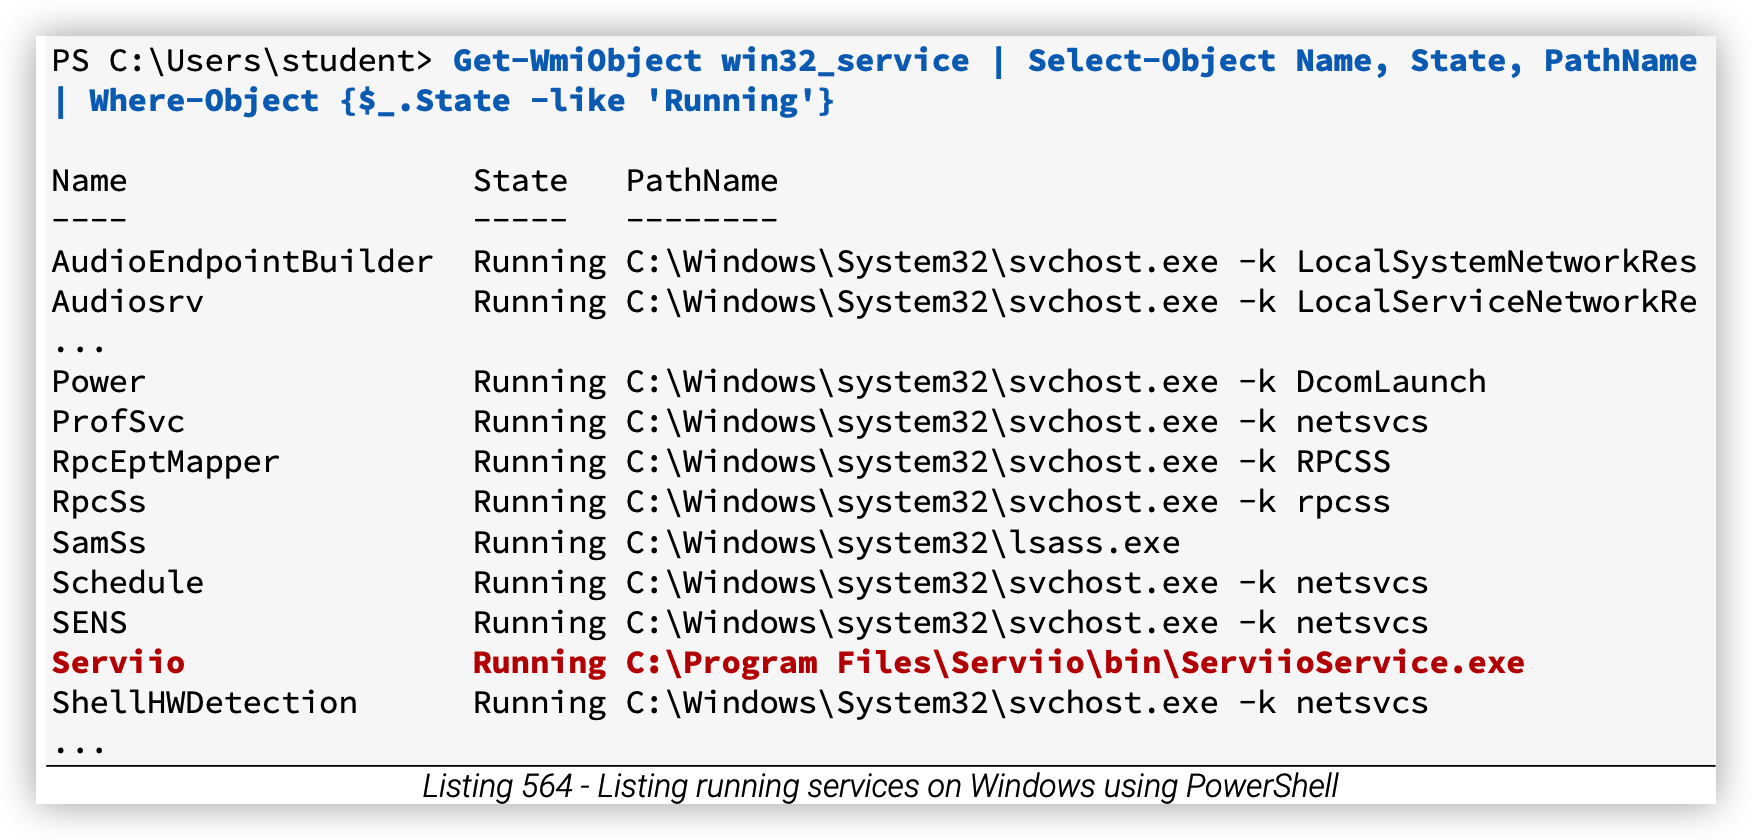 PS C:\Users\student> Get-WmiObject win32_service | Select-Object Name, State, PathName
| Where-Object {$_.State -like 'Running'}
Name                  State   PathName
----                  -----   --------
AudioEndpointBuilder  Running C:\Windows\System32\svchost.exe -k LocalSystemNetworkRes
Audiosrv              Running C:\Windows\System32\svchost.exe -k LocalServiceNetworkRe
...
Power                 Running C:\Windows\system32\svchost.exe -k DcomLaunch
ProfSvc               Running C:\Windows\system32\svchost.exe -k netsvcs
RpcEptMapper          Running C:\Windows\system32\svchost.exe -k RPCSS
RpcSs                 Running C:\Windows\system32\svchost.exe -k rpcss
SamSs                 Running C:\Windows\system32\lsass.exe
Schedule              Running C:\Windows\system32\svchost.exe -k netsvcs
SENS                  Running C:\Windows\system32\svchost.exe -k netsvcs
Serviio               Running C:\Program Files\Serviio\bin\ServiioService.exe
ShellHWDetection      Running C:\Windows\System32\svchost.exe -k netsvcs
...
Listing 564 - Listing running services on Windows using PowerShell